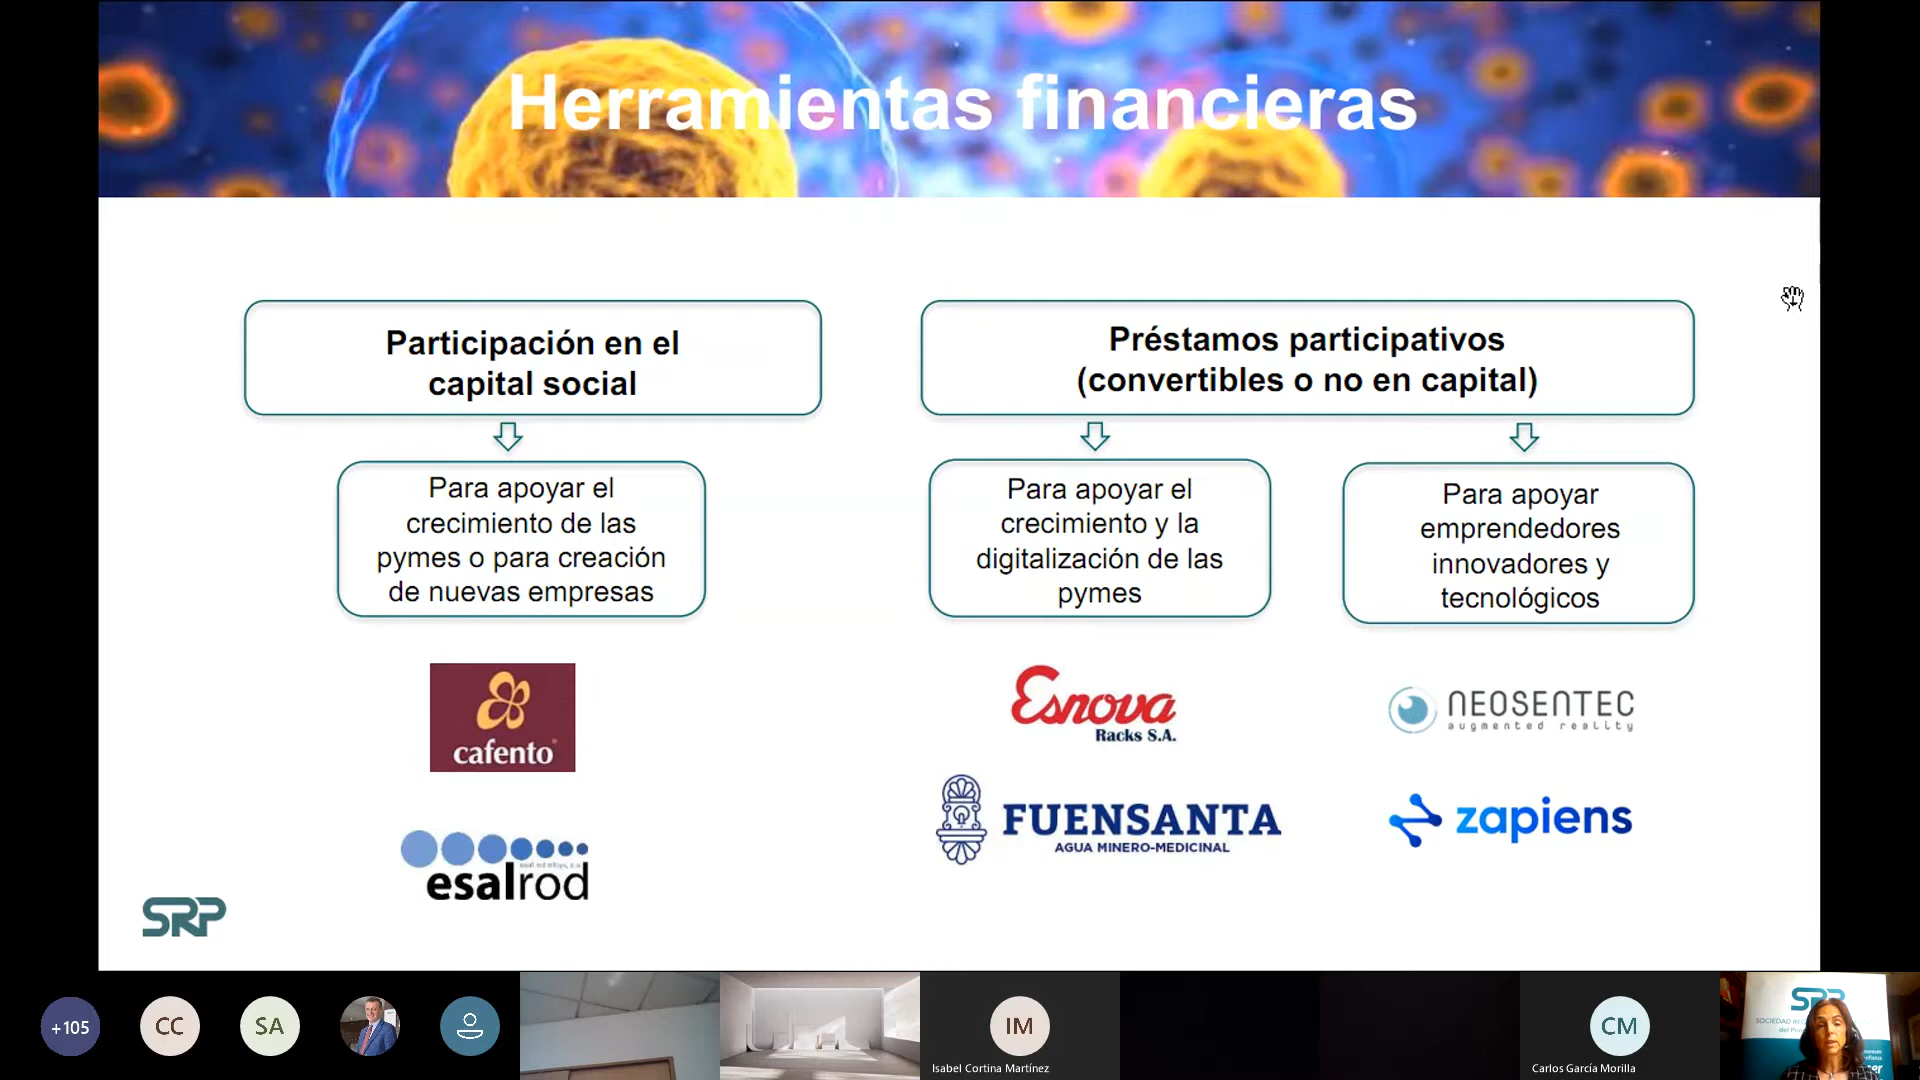 Herramientas financieras
Participación en el
capital social
Préstamos participativos
(convertibles o no en capital)
Para apoyar el
crecimiento de las
pymes o para creación
de nuevas empresas
Para apoyar el
crecimiento y la
digitalización de las
pymes
Para apoyar
emprendedores
innovadores y
tecnológicos
cafento
esalrod
Esnova
Racks S.A.
FUENSANTA
AGUA MINERO-MEDICINAL
NEOSENTEC
augmented reality
zapiens
SRP
+105
CC
SA
IM
Isabel Cortina Martínez
CM
Carlos García Morilla
SRP